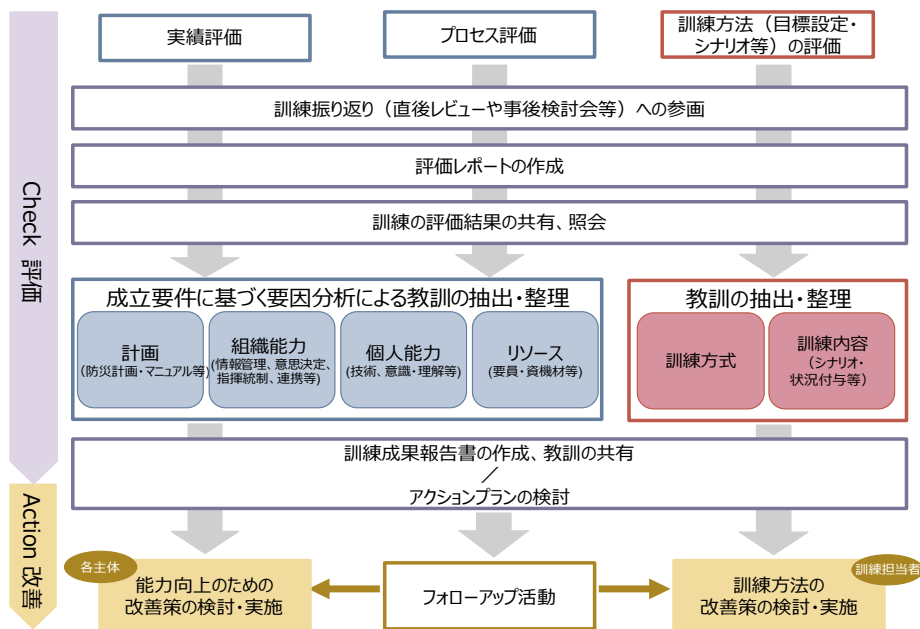 実績評価
プロセス評価
訓練方法（目標設定・
シナリオ等）の評価
訓練振り返り（直後レビューや事後検討会等）への参画
評価レポートの作成
訓練の評価結果の共有、照会
Check 評価
成立要件に基づく要因分析による教訓の抽出・整理
計画
（防災計画・マニュアル等）
組織能力
(情報管理、意思決定、
指揮統制、連携等)
個人能力
(技術、意識・理解等)
リソース
(要員・資機材等)
教訓の抽出・整理
訓練方式
訓練内容
（シナリオ・
状況付与等）
訓練成果報告書の作成、教訓の共有
／
アクションプランの検討
Action 改善
各主体
能力向上のための
改善策の検討・実施
フォローアップ活動
訓練担当者
訓練方法の
改善策の検討・実施